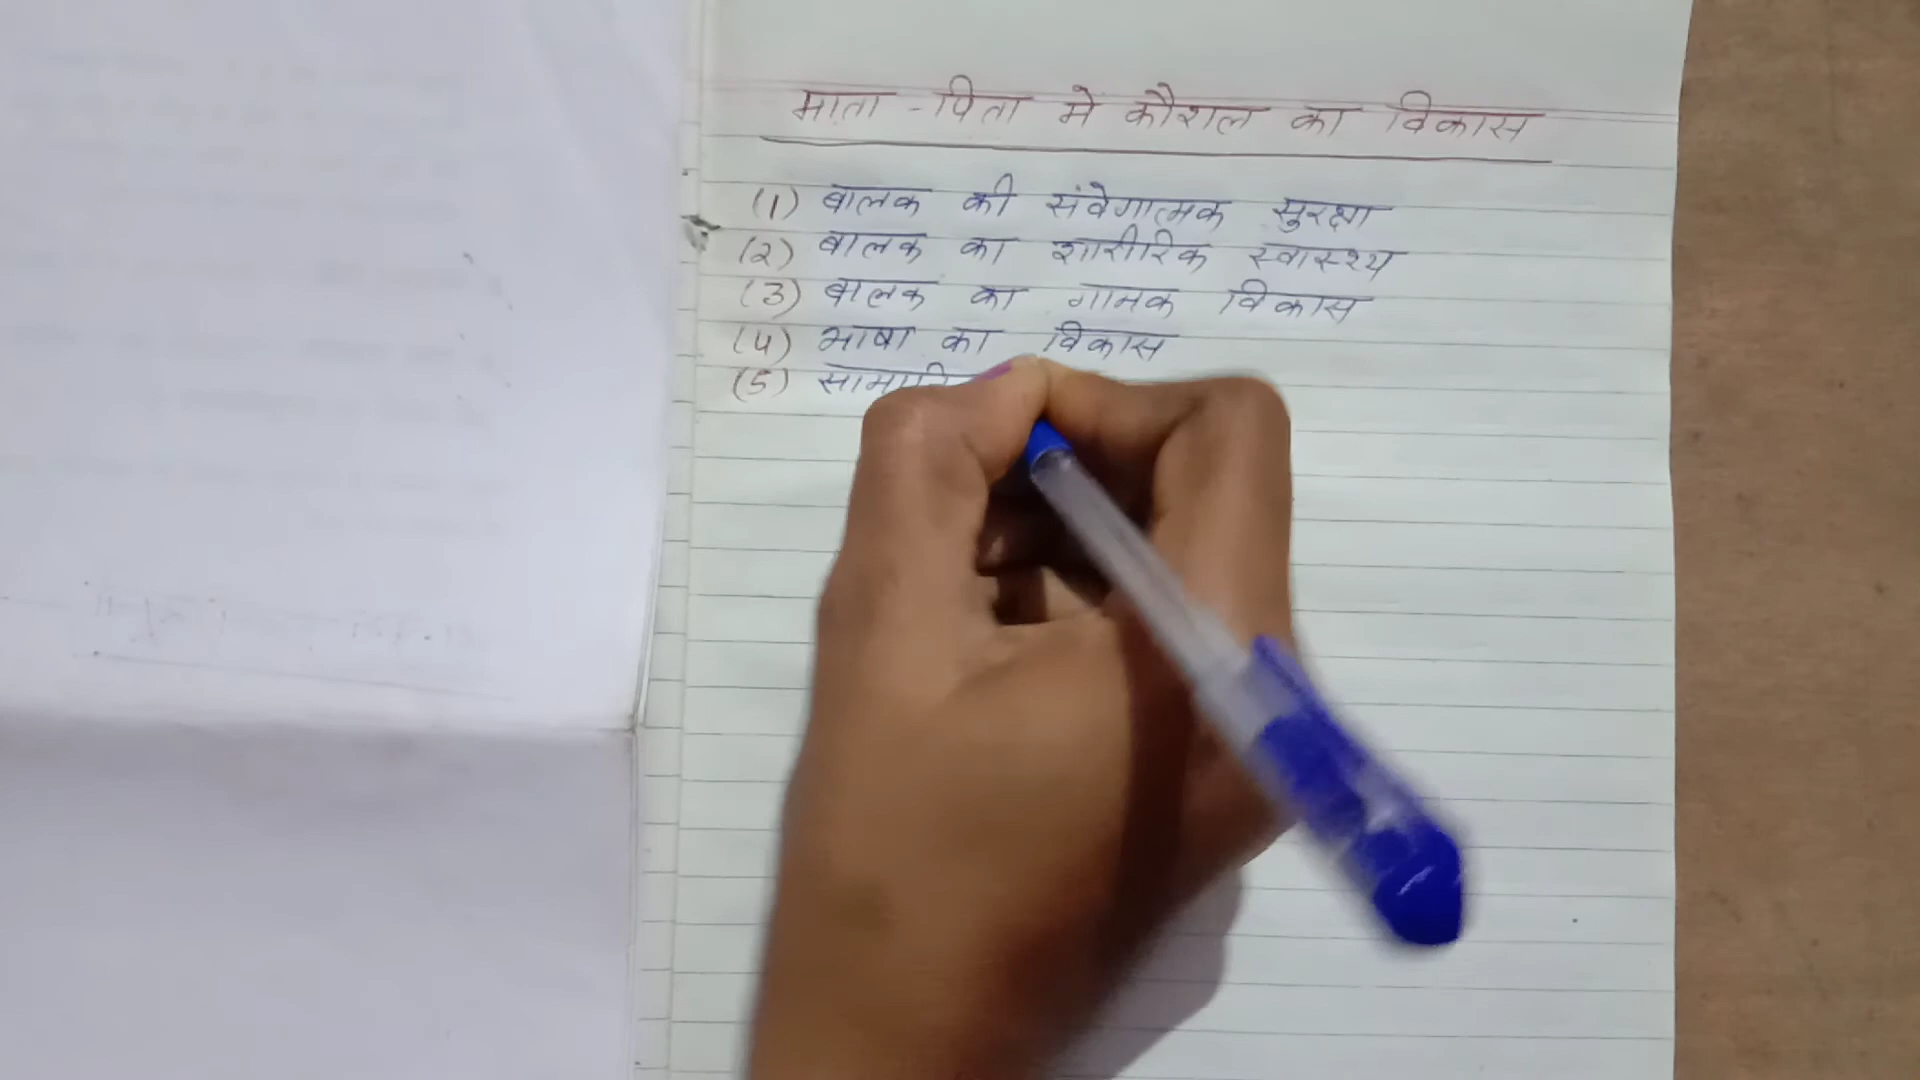 माता - पिता में कौशल का विकास
(1) बालक की संवेगात्मक सुरक्षा
(2) बालक का शारीरिक स्वास्थ्य
(3) बालक का गामक विकास
(4) भाषा का विकास
(5)